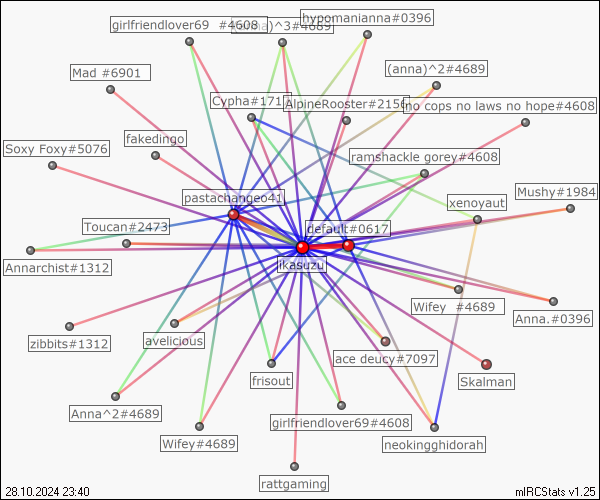 girlfriendlover69 #4608
(anna)^3#4689
hypomanianna#0396
Mad #6901
(anna)^2#4689
Cypha#171
AlpineRooster#2150
no cops no laws no hope#4608
fakedingo
Soxy Foxy#5076
ramshackle gorey#4608
pastachangeo41
Mushy#1984
xenoyaut
Toucan#2473
default#0617
ikasuzu
Annarchist#1312
Wifey #4689
Anna.#0396
zibbits#1312
avelicious
ace deucy#7097
frisout
Skalman
Anna^2#4689
girlfriendlover69#4608
Wifey#4689
neokingghidorah
rattgaming
28.10.2024 23:40
mIRCStats v1.25